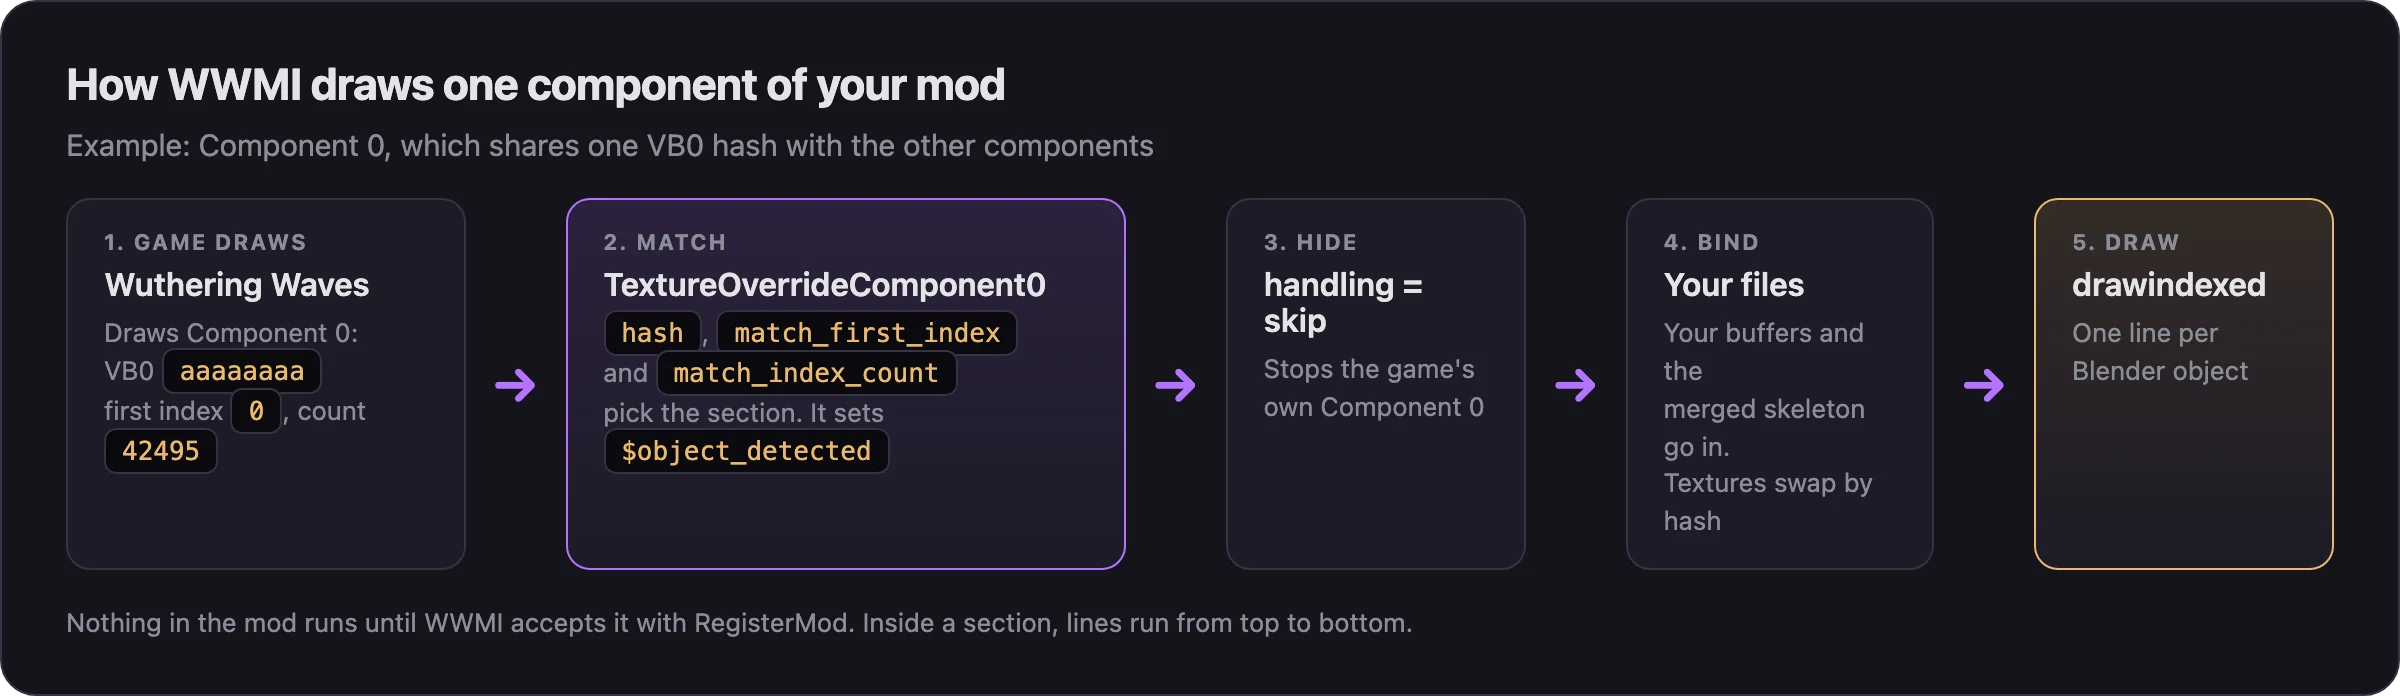 How WWMI draws one component of your mod
Example: Component 0, which shares one VB0 hash with the other components
1. GAME DRAWS
Wuthering Waves
Draws Component 0:
VB0 aaaaaaaa
first index 0, count
42495
2. MATCH
TextureOverrideComponent0
hash, match_first_index
and match_index_count
pick the section. It sets
$object_detected
3. HIDE
handling =
skip
Stops the game's
own Component 0
4. BIND
Your files
Your buffers and
the
merged skeleton
go in.
Textures swap by
hash
5. DRAW
drawindexed
One line per
Blender object
Nothing in the mod runs until WWMI accepts it with RegisterMod. Inside a section, lines run from top to bottom.